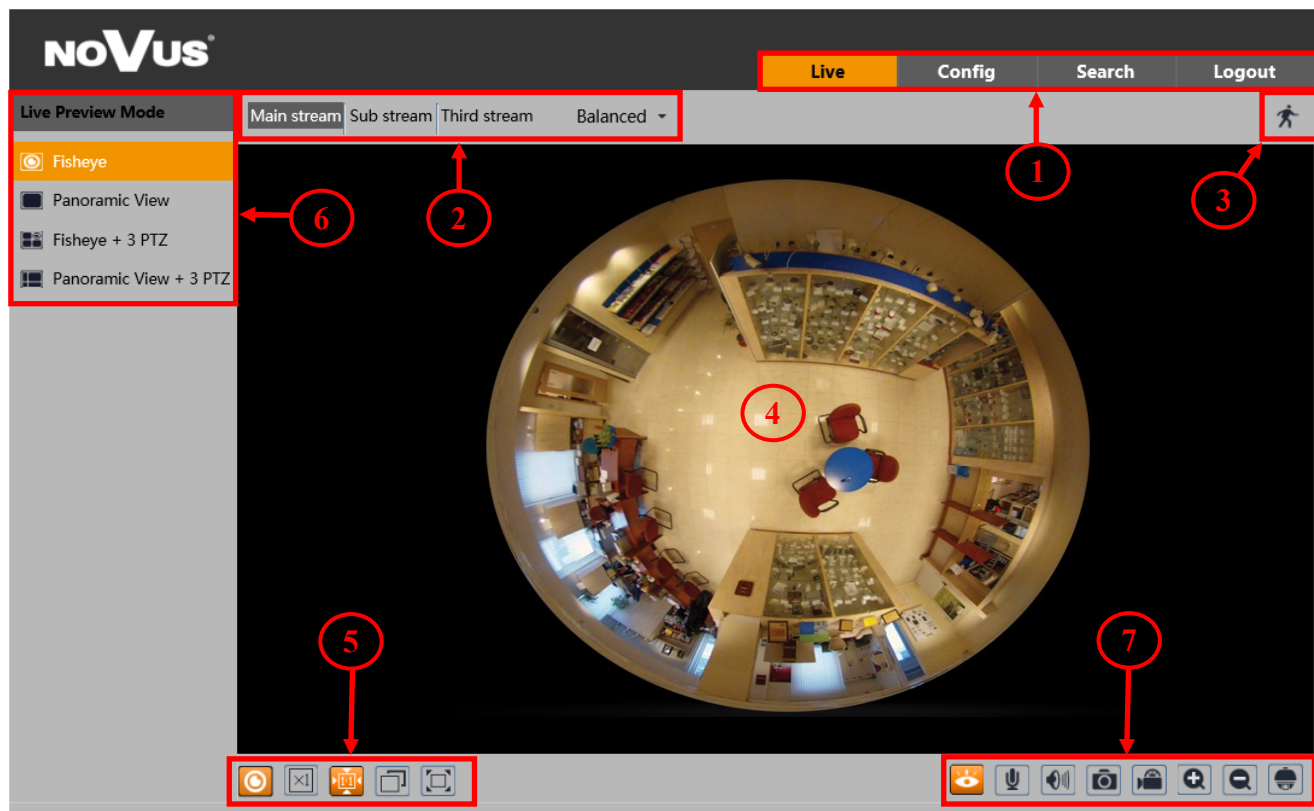 NOVUS®
Live Config Search Logout
Live Preview Mode
Main stream Sub stream Third stream Balanced
Fisheye
Panoramic View
Fisheye + 3 PTZ
Panoramic View + 3 PTZ
1
2
3
6
4
5
7
×1